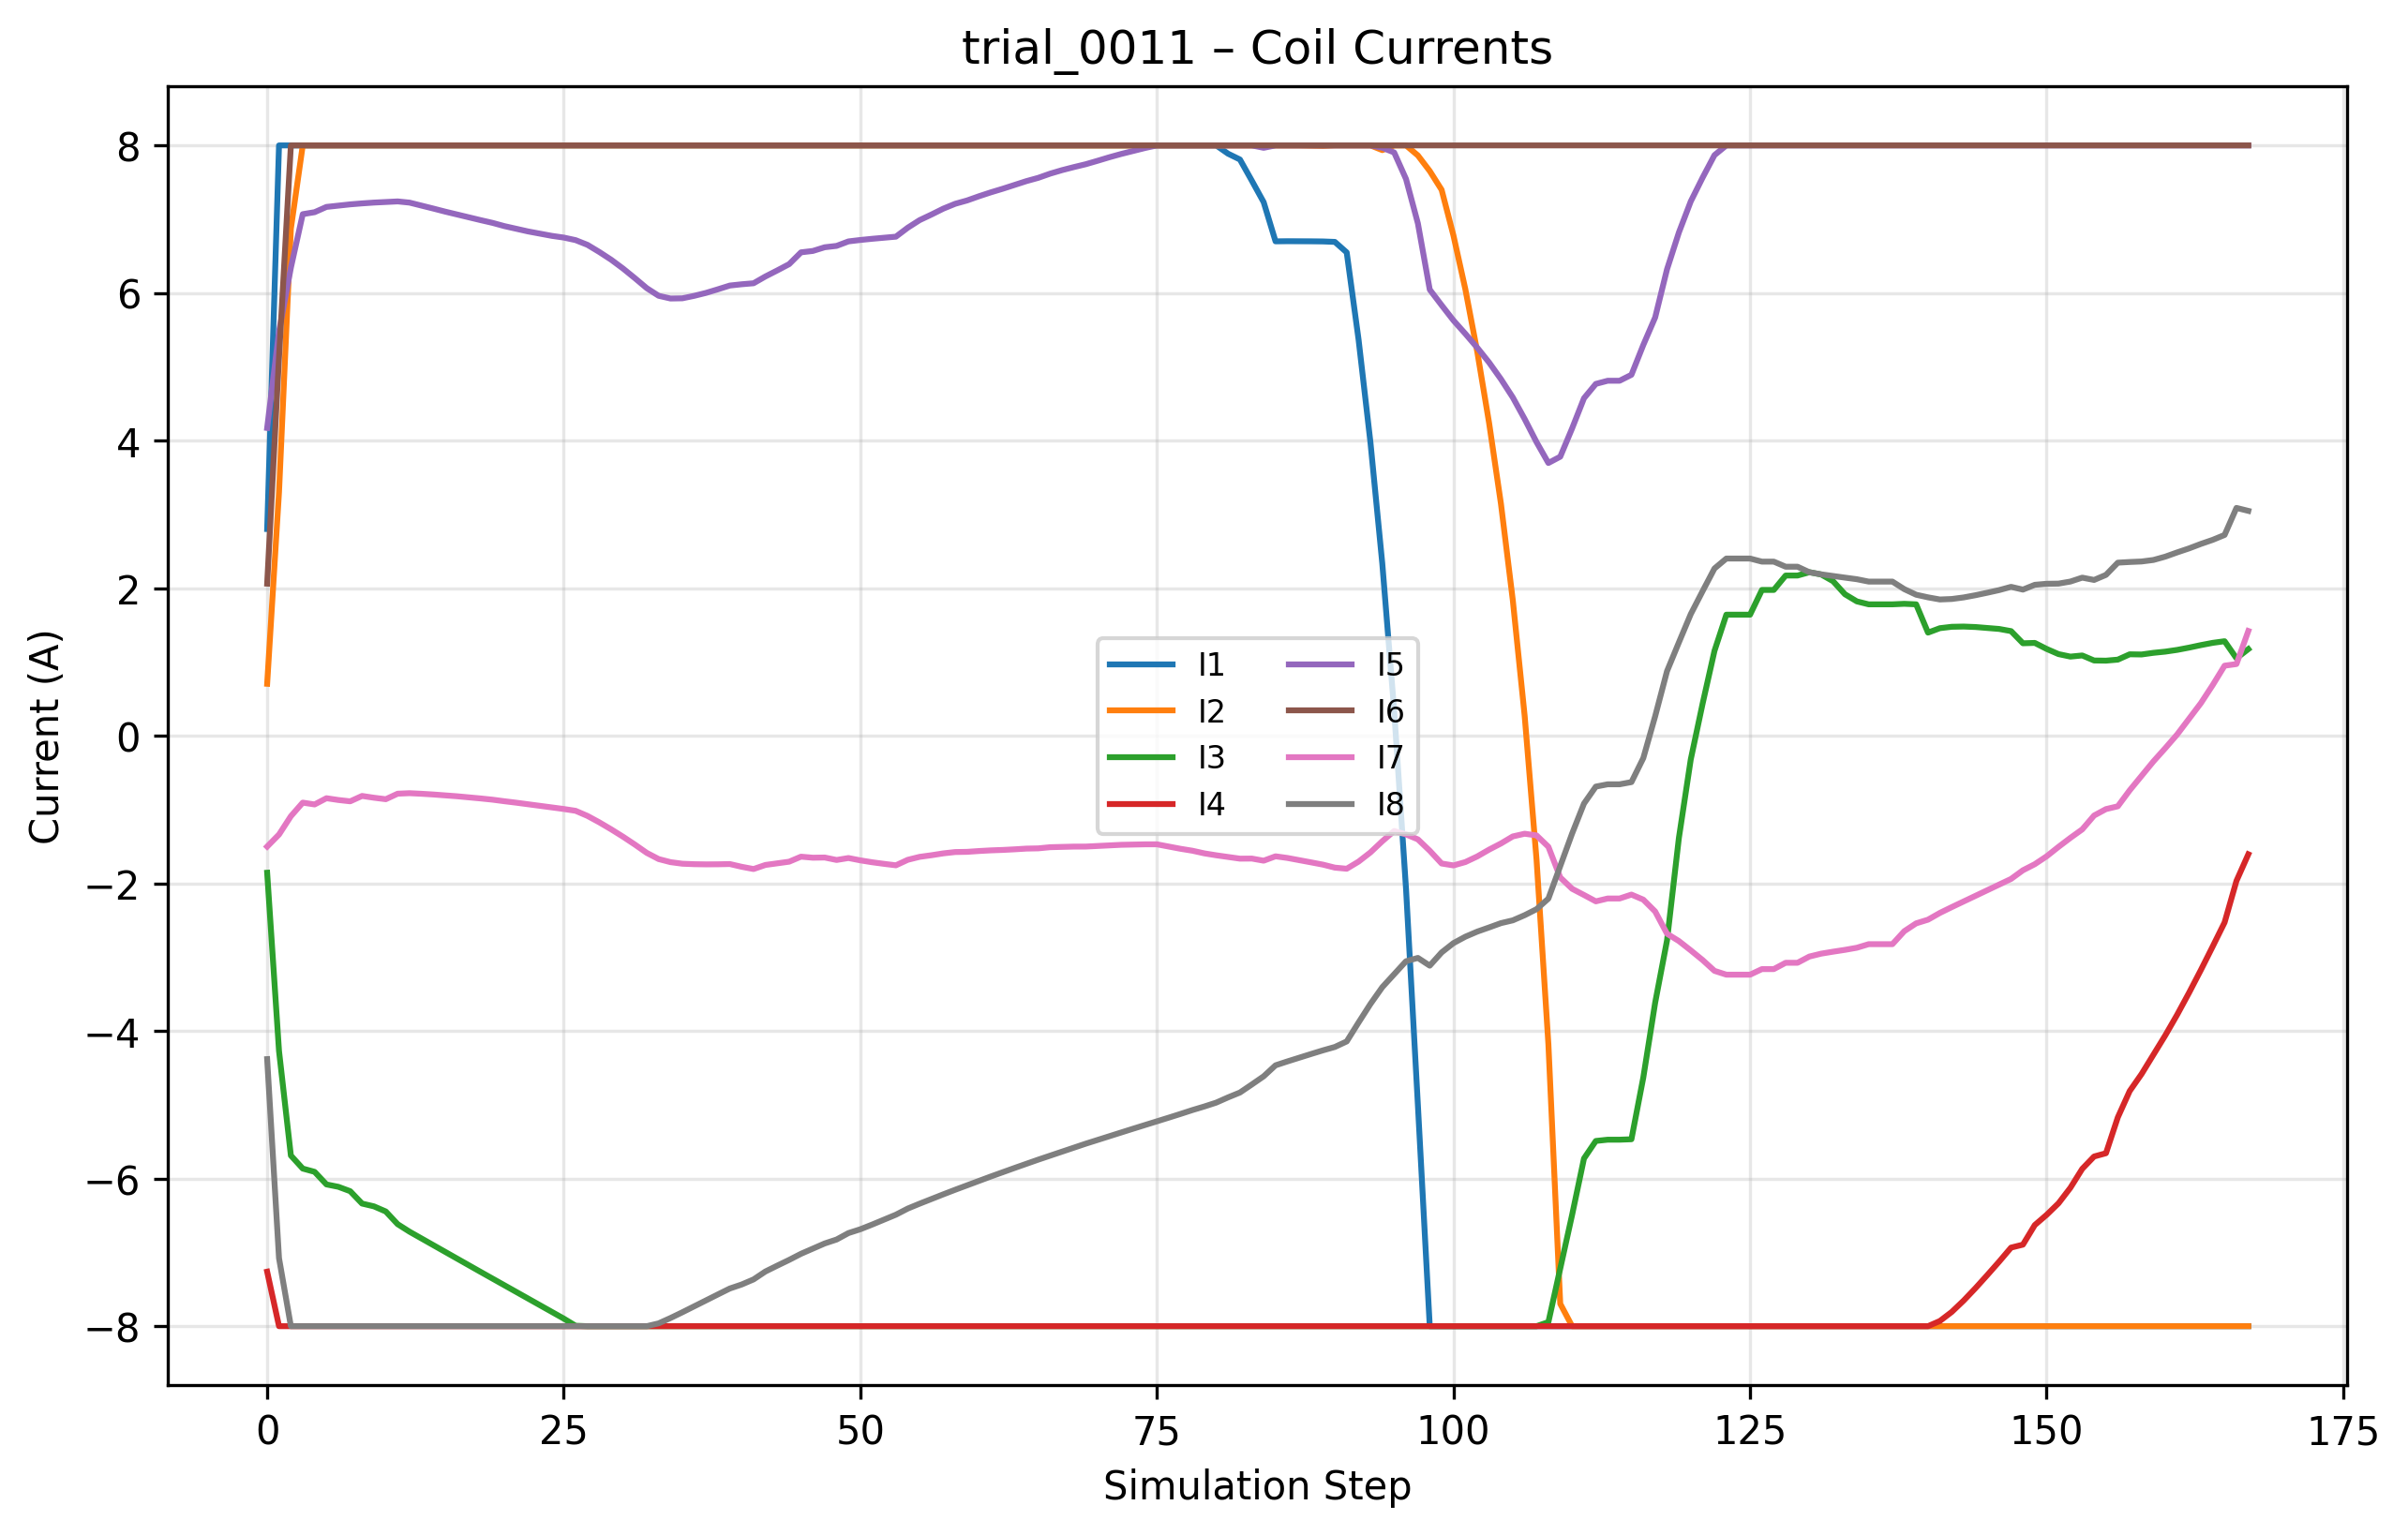 trial_0011 – Coil Currents
Current (A)
8
6
4
2
0
−2
−4
−6
−8
I1
I2
I3
I4
I5
I6
I7
I8
0 25 50 75 100 125 150 175
Simulation Step